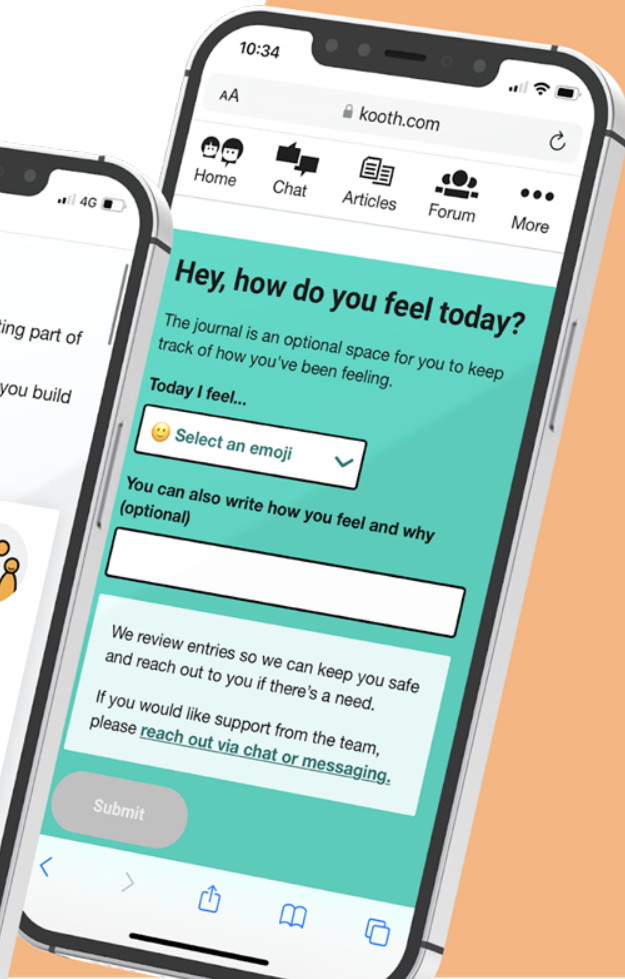 10:34
AA
kooth.com
Home
Chat
Articles
Forum
More
4G
ting part of
you build
Hey, how do you feel today?
The journal is an optional space for you to keep
track of how you've been feeling.
Today I feel...
Select an emoji
You can also write how you feel and why
(optional)
We review entries so we can keep you safe
and reach out to you if there's a need.
If you would like support from the team,
please reach out via chat or messaging.
Submit